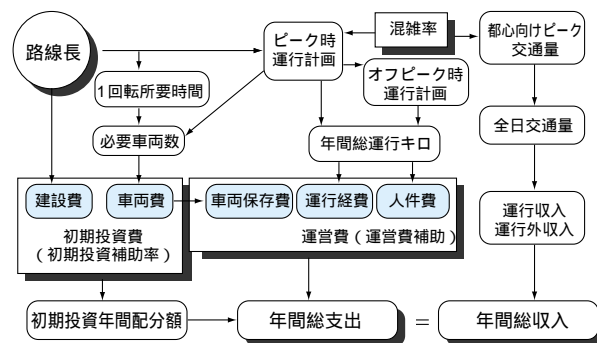 路線長
ピーク時
運行計画
混雑率
都心向けピーク
交通量
1回転所要時間
オフピーク時
運行計画
必要車両数
年間総運行キロ
全日交通量
建設費
車両費
車両保存費
運行経費
人件費
初期投資費
（初期投資補助率）
運営費（運営費補助）
運行収入
運行外収入
初期投資年間配分額
年間総支出
=
年間総収入